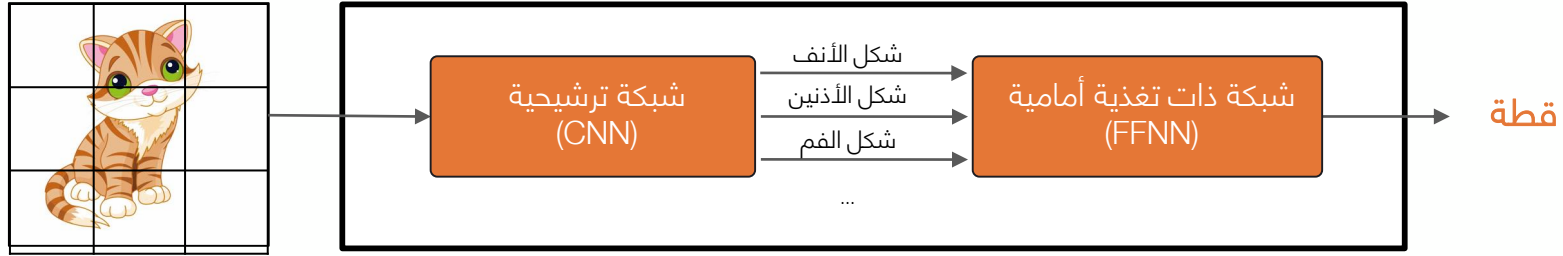 شبكة ترشيحية
(CNN)
شكل الأنف
شكل الأذنين
شكل الفم
...
شبكة ذات تغذية أمامية
(FFNN)
قطة